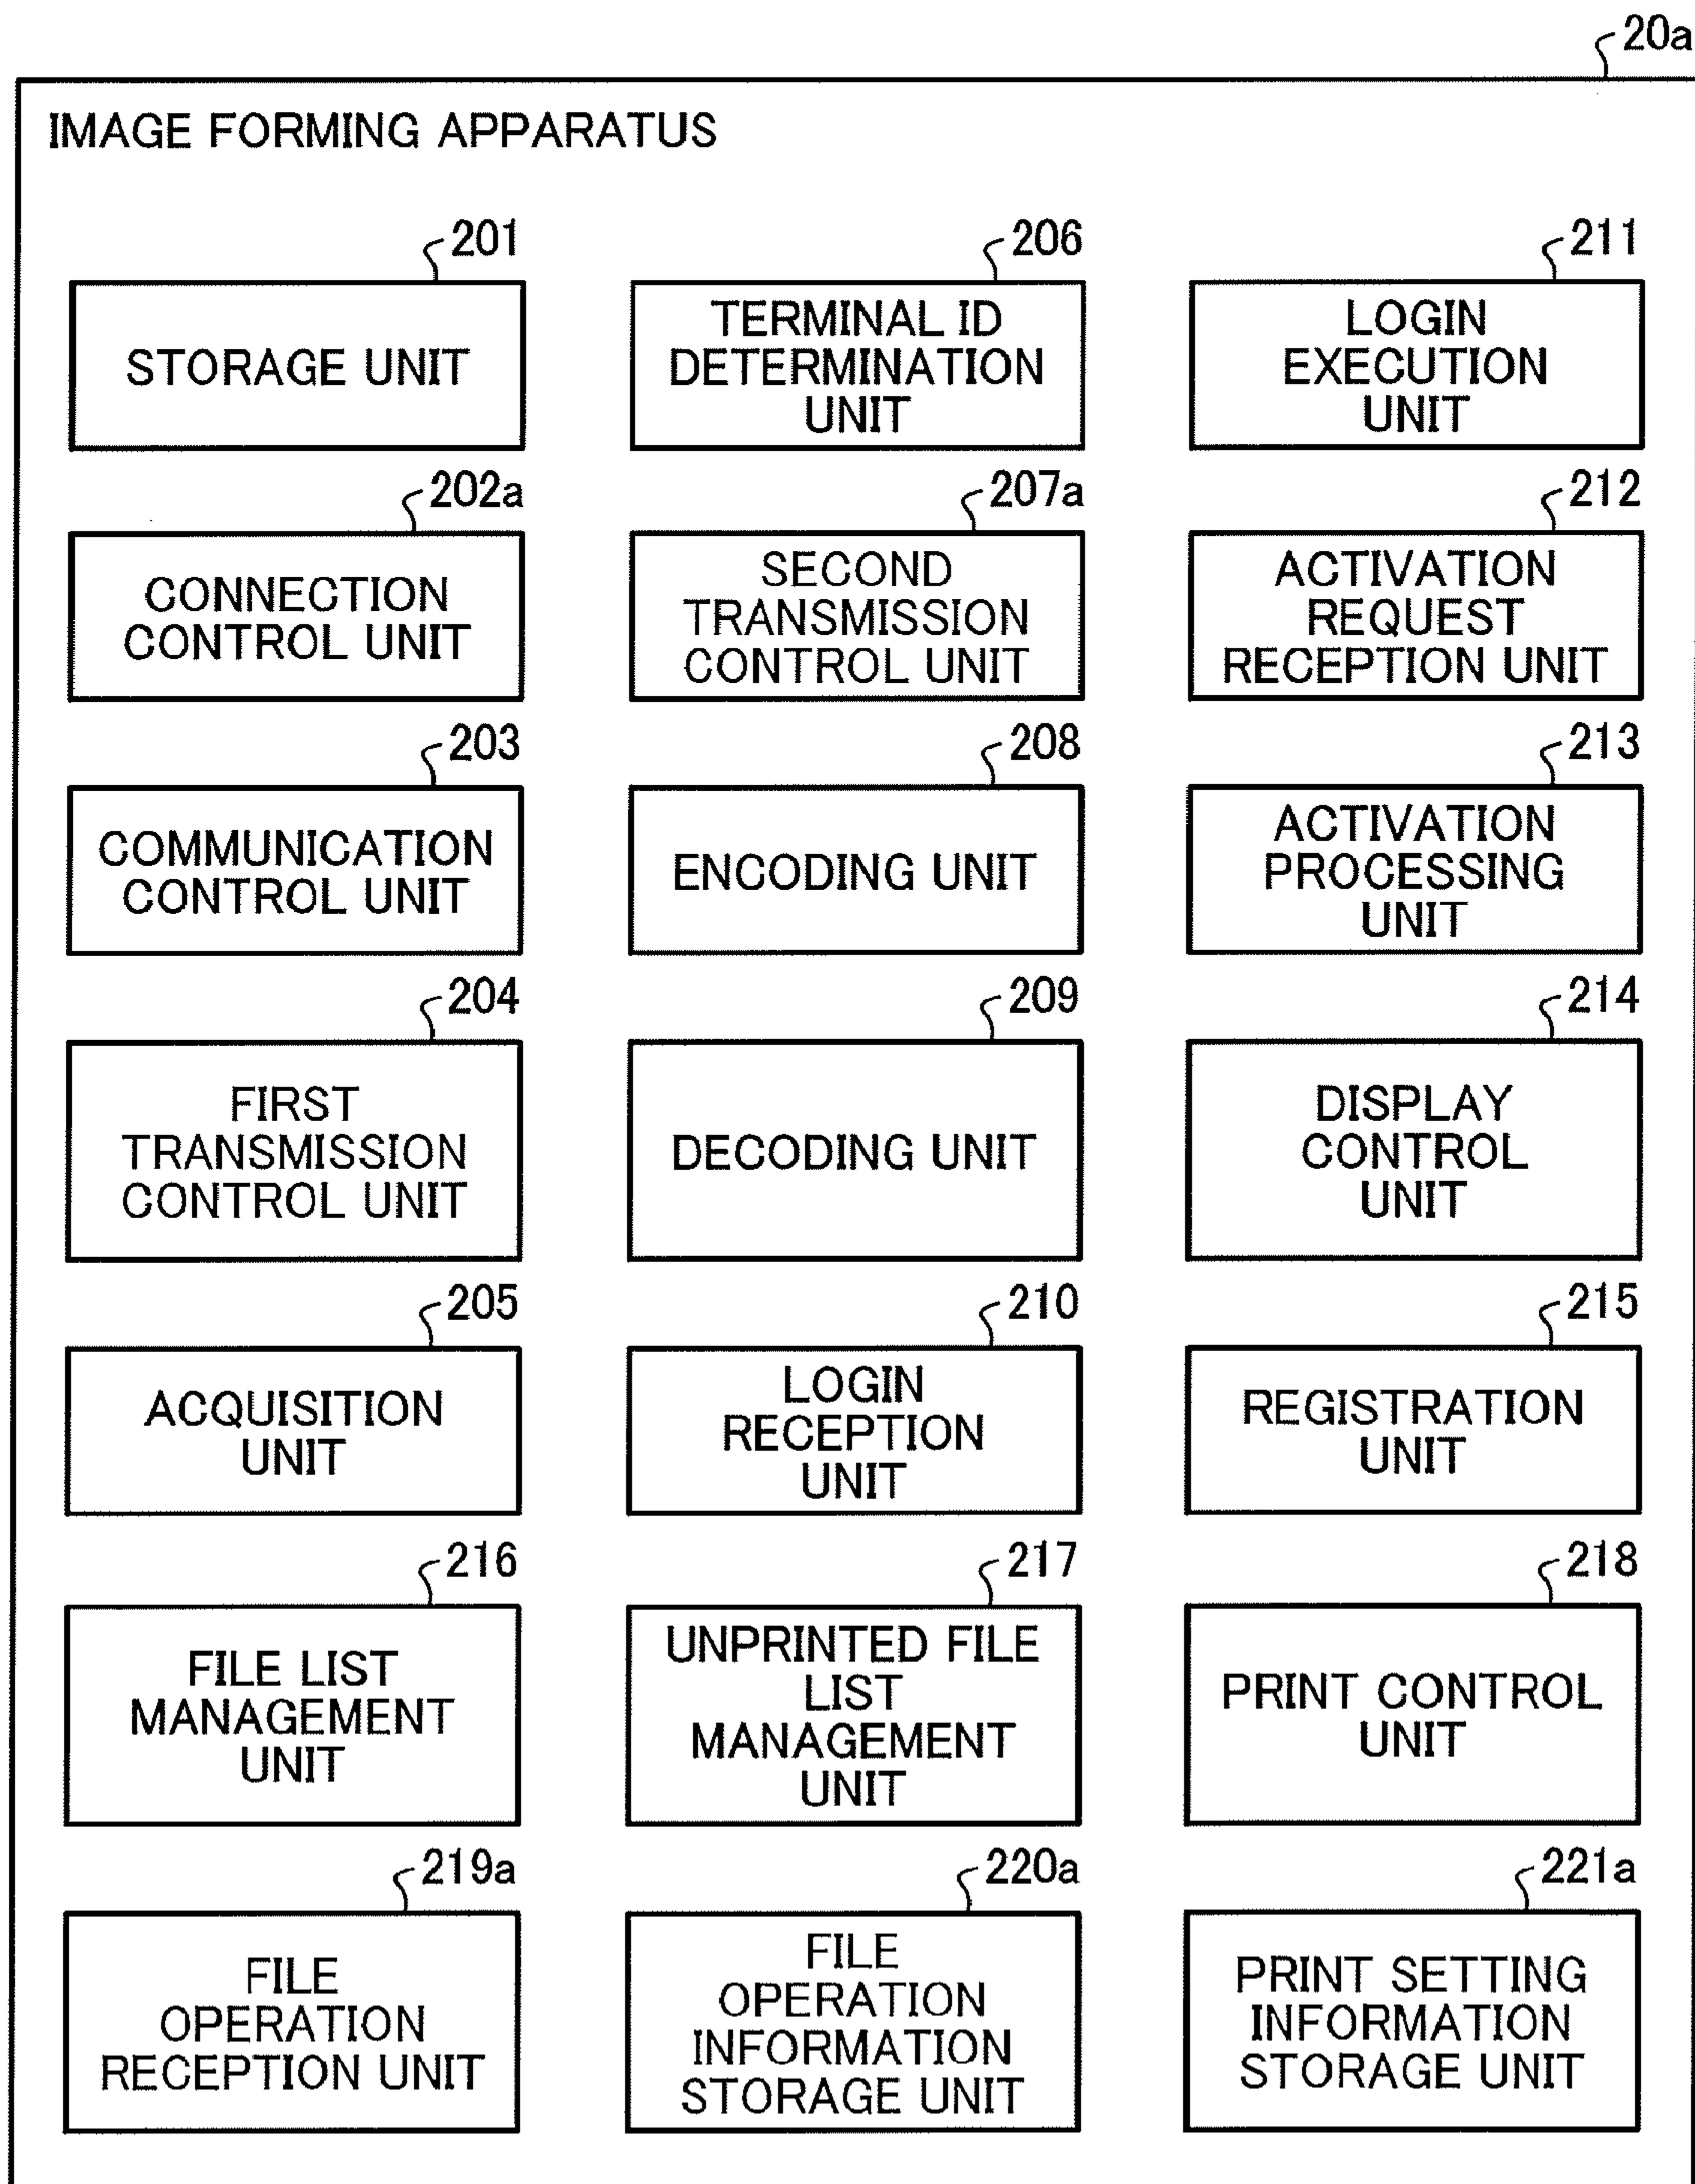 20a
IMAGE FORMING APPARATUS
201
STORAGE UNIT
206
TERMINAL ID
DETERMINATION
UNIT
211
LOGIN
EXECUTION
UNIT
202a
CONNECTION
CONTROL UNIT
207a
SECOND
TRANSMISSION
CONTROL UNIT
212
ACTIVATION
REQUEST
RECEPTION UNIT
203
COMMUNICATION
CONTROL UNIT
208
ENCODING UNIT
213
ACTIVATION
PROCESSING
UNIT
204
FIRST
TRANSMISSION
CONTROL UNIT
209
DECODING UNIT
214
DISPLAY
CONTROL
UNIT
205
ACQUISITION
UNIT
210
LOGIN
RECEPTION
UNIT
215
REGISTRATION
UNIT
216
FILE LIST
MANAGEMENT
UNIT
217
UNPRINTED FILE
LIST
MANAGEMENT
UNIT
218
PRINT CONTROL
UNIT
219a
FILE
OPERATION
RECEPTION UNIT
220a
FILE
OPERATION
INFORMATION
STORAGE UNIT
221a
PRINT SETTING
INFORMATION
STORAGE UNIT